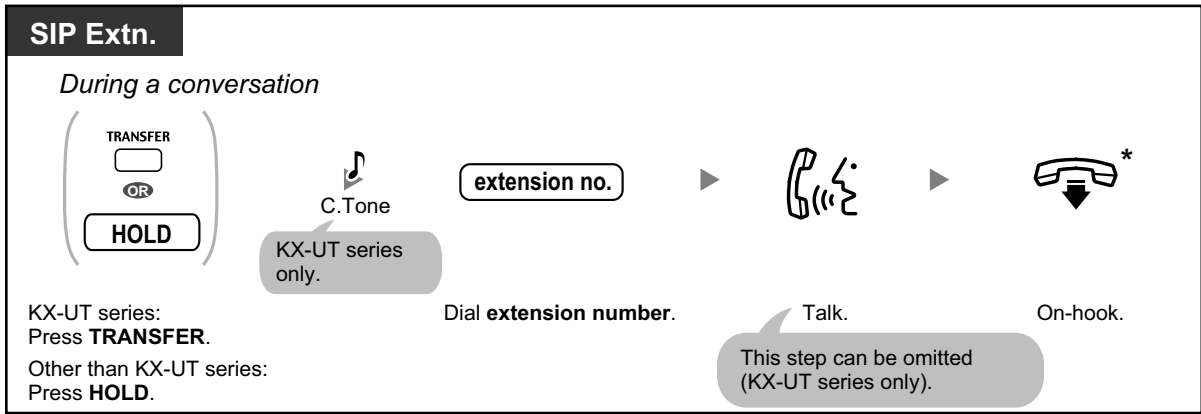 SIP Extn.
During a conversation
TRANSFER
OR
HOLD
C.Tone
KX-UT series
only.
extension no.
*
KX-UT series:
Press TRANSFER.
Other than KX-UT series:
Press HOLD.
Dial extension number.
Talk.
This step can be omitted
(KX-UT series only).
On-hook.